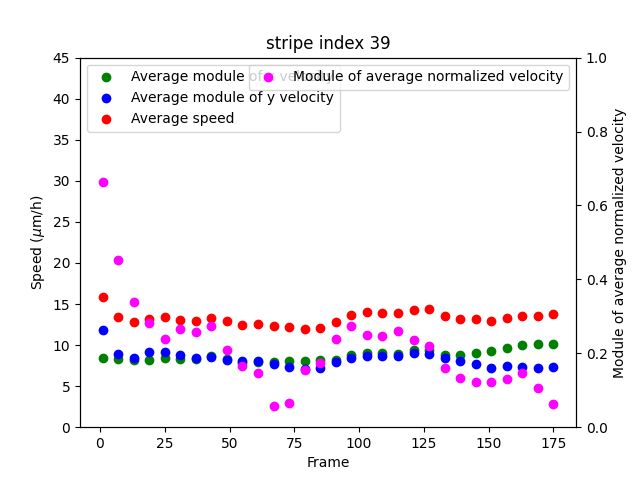 stripe index 39
Average module of x velocity
Average module of y velocity
Average speed
Module of average normalized velocity
45
40
35
30
25
20
15
10
5
0
Speed (μm/h)
1.0
0.8
0.6
0.4
0.2
0.0
Module of average normalized velocity
0 25 50 75 100 125 150 175
Frame